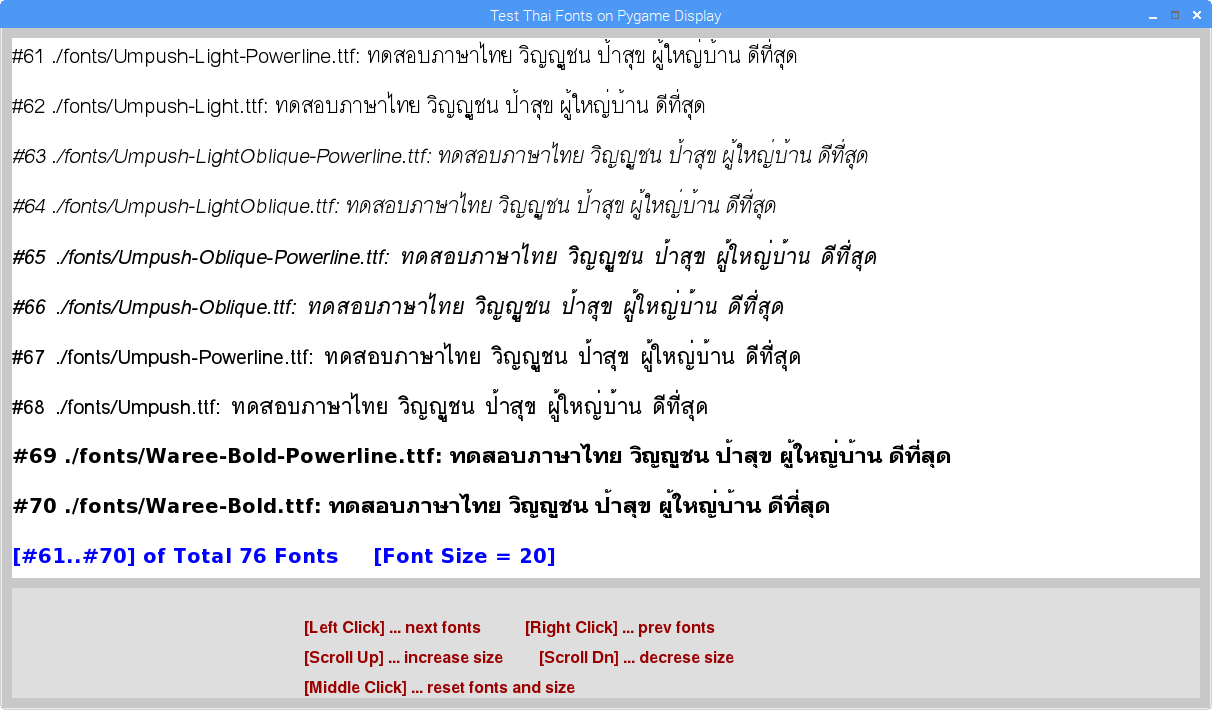 Test Thai Fonts on Pygame Display
#61 ./fonts/Umpush-Light-Powerline.ttf: ทดสอบภาษาไทย วิญญูชน ป้าสุข ผู้ใหญ่บ้าน ดีที่สุด
#62 ./fonts/Umpush-Light.ttf: ทดสอบภาษาไทย วิญญูชน ป้าสุข ผู้ใหญ่บ้าน ดีที่สุด
#63 ./fonts/Umpush-LightOblique-Powerline.ttf: ทดสอบภาษาไทย วิญญูชน ป้าสุข ผู้ใหญ่บ้าน ดีที่สุด
#64 ./fonts/Umpush-LightOblique.ttf: ทดสอบภาษาไทย วิญญูชน ป้าสุข ผู้ใหญ่บ้าน ดีที่สุด
#65 ./fonts/Umpush-Oblique-Powerline.ttf: ทดสอบภาษาไทย วิญญูชน ป้าสุข ผู้ใหญ่บ้าน ดีที่สุด
#66 ./fonts/Umpush-Oblique.ttf: ทดสอบภาษาไทย วิญญูชน ป้าสุข ผู้ใหญ่บ้าน ดีที่สุด
#67 ./fonts/Umpush-Powerline.ttf: ทดสอบภาษาไทย วิญญูชน ป้าสุข ผู้ใหญ่บ้าน ดีที่สุด
#68 ./fonts/Umpush.ttf: ทดสอบภาษาไทย วิญญูชน ป้าสุข ผู้ใหญ่บ้าน ดีที่สุด
#69 ./fonts/Waree-Bold-Powerline.ttf: ทดสอบภาษาไทย วิญญูชน ป้าสุข ผู้ใหญ่บ้าน ดีที่สุด
#70 ./fonts/Waree-Bold.ttf: ทดสอบภาษาไทย วิญญูชน ป้าสุข ผู้ใหญ่บ้าน ดีที่สุด
[#61..#70] of Total 76 Fonts [Font Size = 20]
[Left Click] ... next fonts [Right Click] ... prev fonts
[Scroll Up] ... increase size [Scroll Dn] ... decrese size
[Middle Click] ... reset fonts and size